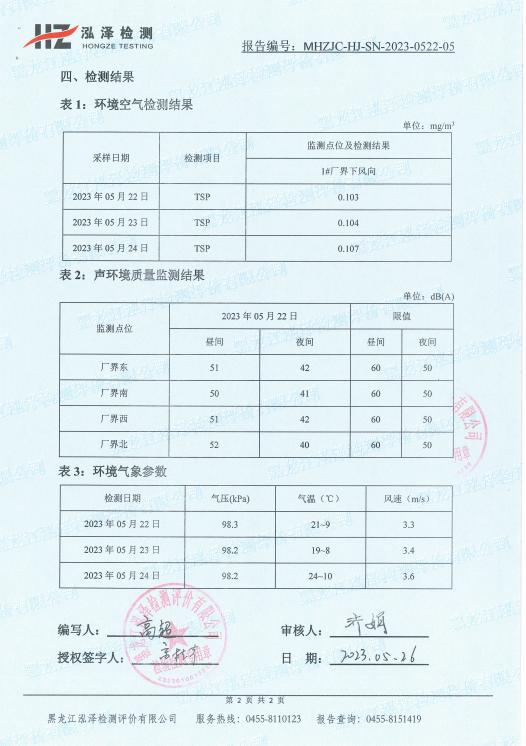 HZ 泓泽检测
HONGZE TESTING
报告编号：MHZJC-HJ-SN-2023-0522-05
四、检测结果
表 1：环境空气检测结果
单位：mg/m³
采样日期 检测项目 监测点位及检测结果
1#厂界下风向
2023 年 05 月 22 日 TSP 0.103
2023 年 05 月 23 日 TSP 0.104
2023 年 05 月 24 日 TSP 0.107
表 2：声环境质量监测结果
单位：dB(A)
监测点位 2023 年 05 月 22 日 限值
昼间 夜间 昼间 夜间
厂界东 51 42 60 50
厂界南 50 41 60 50
厂界西 51 42 60 50
厂界北 52 40 60 50
表 3：环境气象参数
检测日期 气压(kPa) 气温（℃） 风速（m/s）
2023 年 05 月 22 日 98.3 21~9 3.3
2023 年 05 月 23 日 98.2 19~8 3.4
2023 年 05 月 24 日 98.2 24~10 3.6
编写人：高超 审核人：
授权签字人： 日 期：2023.05.26
第 2 页 共 2 页
黑龙江泓泽检测评价有限公司 服务热线：0455-8110123 报告查询：0455-8151419